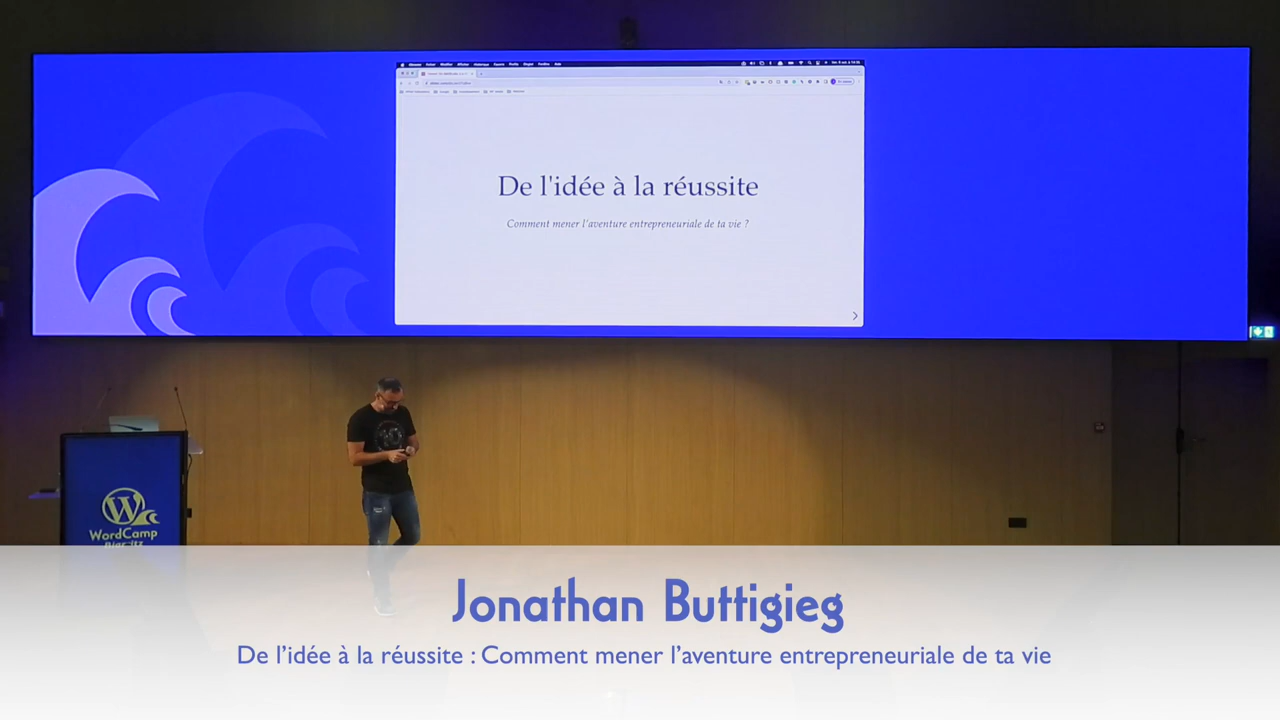 De l'idée à la réussite
Comment mener l'aventure entrepreneuriale de ta vie ?
WordCamp
Biarritz
Jonathan Buttigieg
De l'idée à la réussite : Comment mener l'aventure entrepreneuriale de ta vie